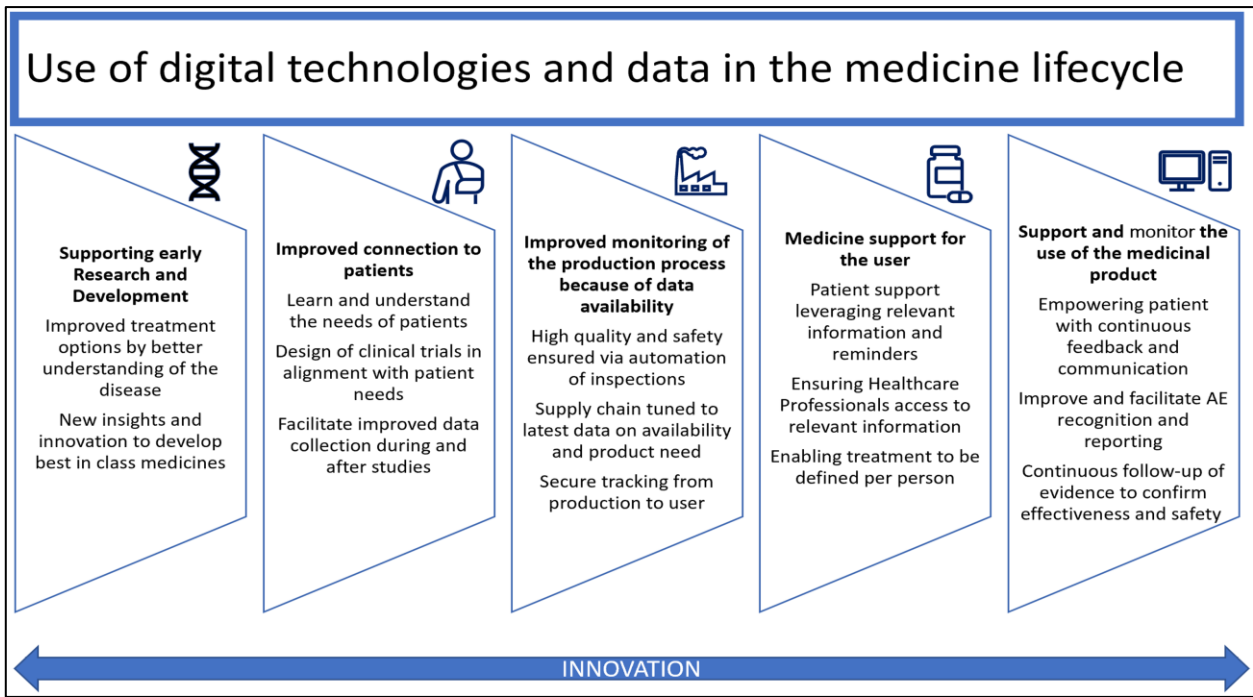 Use of digital technologies and data in the medicine lifecycle
Supporting early
Research and
Development
Improved treatment
options by better
understanding of the
disease
New insights and
innovation to develop
best in class medicines
Improved connection to
patients
Learn and understand
the needs of patients
Design of clinical trials in
alignment with patient
needs
Facilitate improved data
collection during and
after studies
Improved monitoring of
the production process
because of data
availability
High quality and safety
ensured via automation
of inspections
Supply chain tuned to
latest data on availability
and product need
Secure tracking from
production to user
Medicine support for
the user
Patient support
leveraging relevant
information and
reminders
Ensuring Healthcare
Professionals access to
relevant information
Enabling treatment to be
defined per person
Support and monitor the
use of the medicinal
product
Empowering patient
with continuous
feedback and
communication
Improve and facilitate AE
recognition and
reporting
Continuous follow-up of
evidence to confirm
effectiveness and safety
INNOVATION